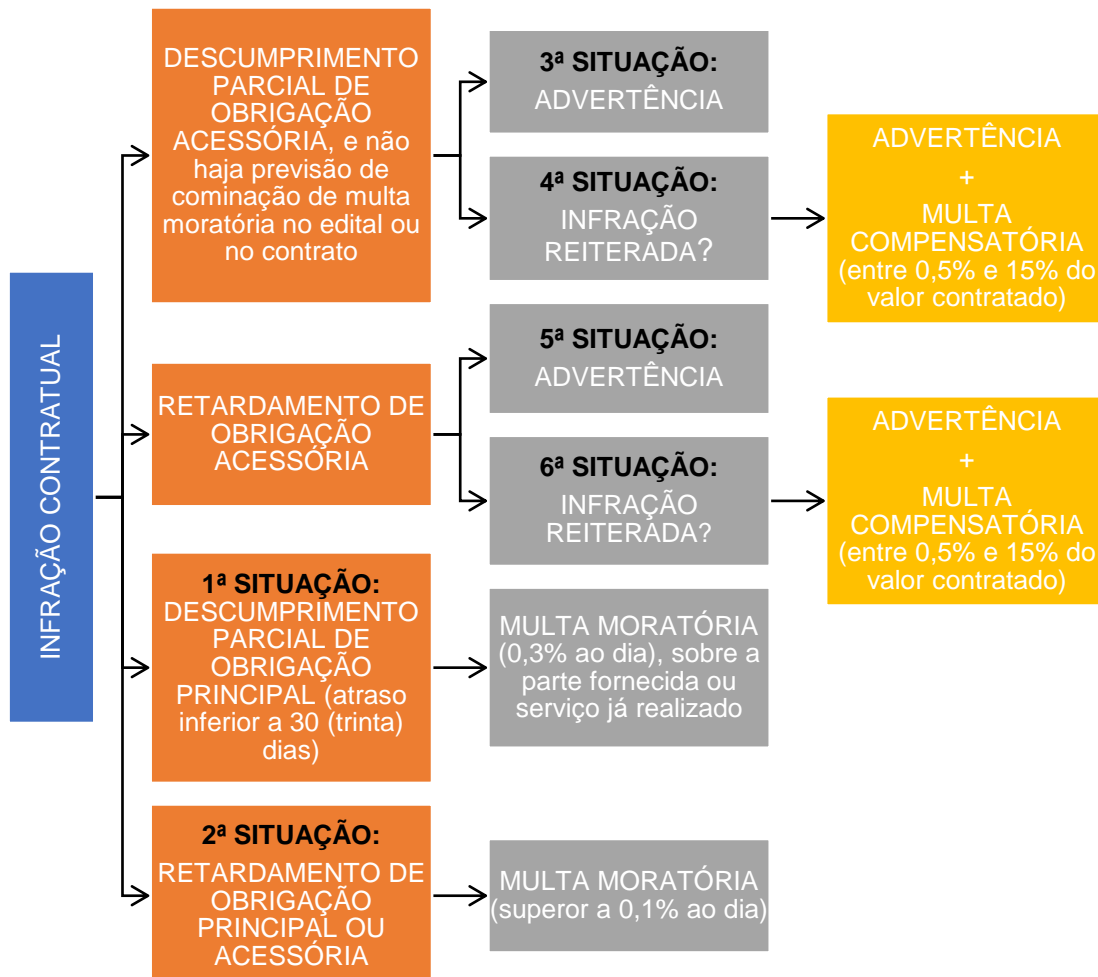 INFRAÇÃO CONTRATUAL
DESCUMPRIMENTO
PARCIAL DE
OBRIGAÇÃO
ACESSÓRIA, e não
haja previsão de
cominação de multa
moratória no edital ou
no contrato
3ª SITUAÇÃO:
ADVERTÊNCIA
4ª SITUAÇÃO:
INFRAÇÃO
REITERADA?
ADVERTÊNCIA
+
MULTA
COMPENSATÓRIA
(entre 0,5% e 15% do
valor contratado)
RETARDAMENTO DE
OBRIGAÇÃO
ACESSÓRIA
5ª SITUAÇÃO:
ADVERTÊNCIA
6ª SITUAÇÃO:
INFRAÇÃO
REITERADA?
ADVERTÊNCIA
+
MULTA
COMPENSATÓRIA
(entre 0,5% e 15% do
valor contratado)
1ª SITUAÇÃO:
DESCUMPRIMENTO
PARCIAL DE
OBRIGAÇÃO
PRINCIPAL (atraso
inferior a 30 (trinta)
dias)
MULTA MORATÓRIA
(0,3% ao dia), sobre a
parte fornecida ou
serviço já realizado
2ª SITUAÇÃO:
RETARDAMENTO DE
OBRIGAÇÃO
PRINCIPAL OU
ACESSÓRIA
MULTA MORATÓRIA
(superor a 0,1% ao dia)